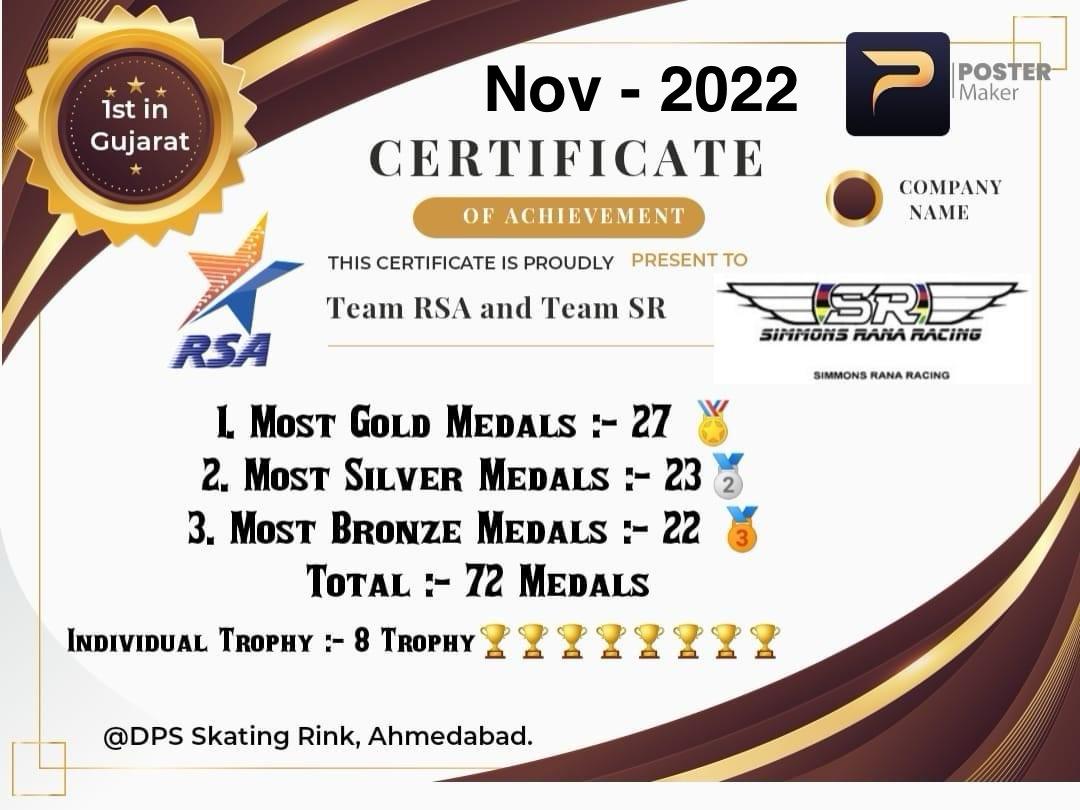 1st in
Gujarat
Nov - 2022
POSTER
Maker
CERTIFICATE
OF ACHIEVEMENT
COMPANY
NAME
THIS CERTIFICATE IS PROUDLY PRESENT TO
Team RSA and Team SR
RSA
SR
SIMMONS RANA RACING
SIMMONS RANA RACING
1. Most Gold Medals :- 27
2. Most Silver Medals :- 23 2
3. Most Bronze Medals :- 22 3
Total :- 72 Medals
Individual Trophy :- 8 Trophy
@DPS Skating Rink, Ahmedabad.